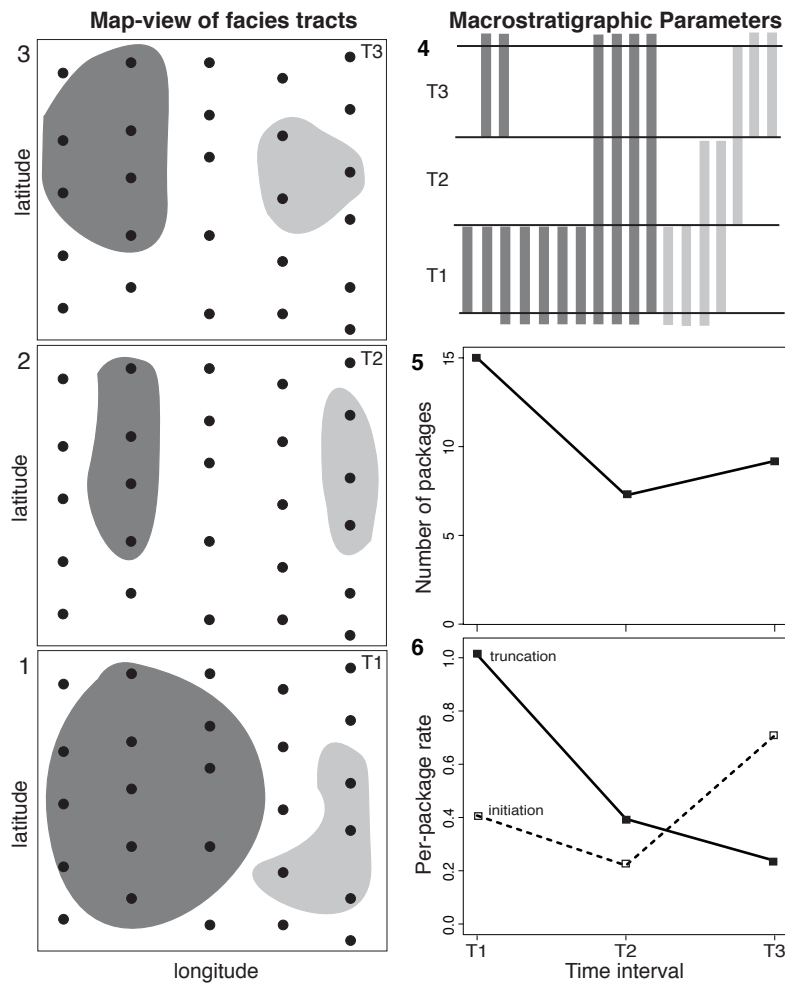 Map-view of facies tracts
3
T3
latitude
2
T2
latitude
1
T1
latitude
longitude
Macrostratigraphic Parameters
4
T3
T2
T1
5
15
10
5
0
Number of packages
6
1.0
0.8
0.6
0.4
0.2
0.0
Per-package rate
truncation
initiation
T1
T2
T3
Time interval